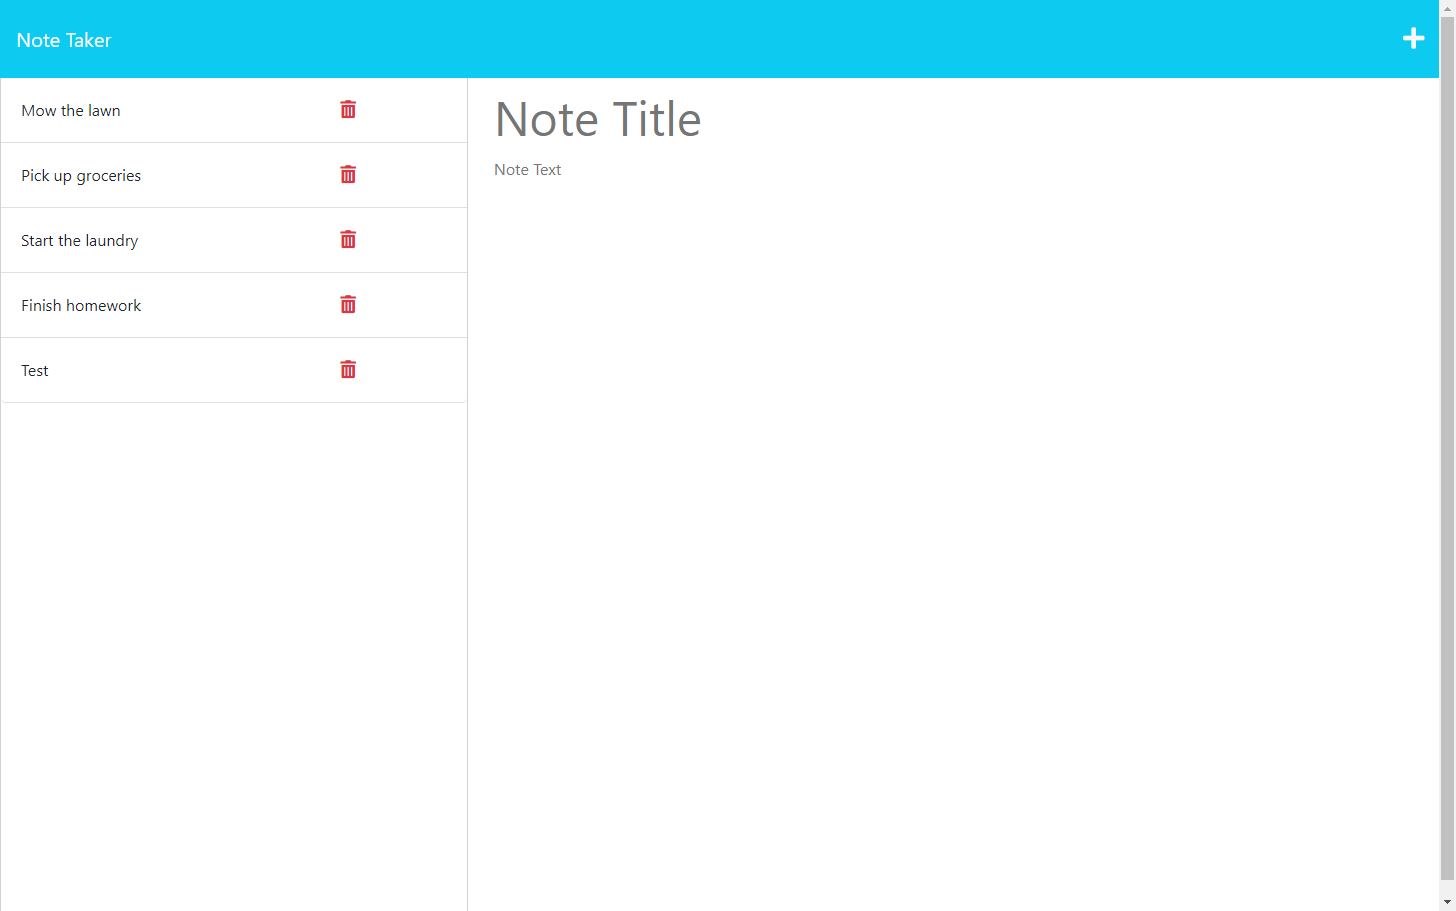 Note Taker
Mow the lawn
Pick up groceries
Start the laundry
Finish homework
Test
Note Title
Note Text